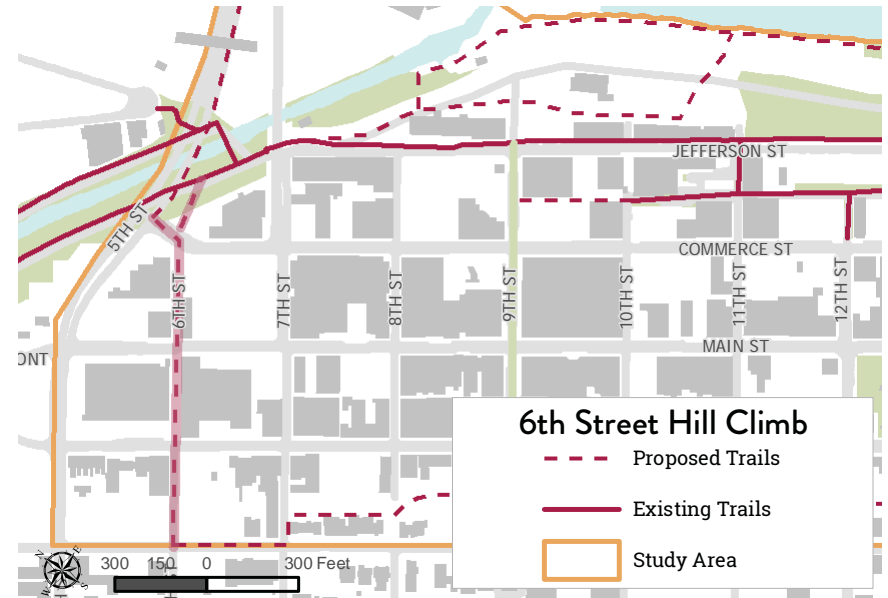 JEFFERSON ST
5TH ST
COMMERCE ST
6TH ST
7TH ST
8TH ST
9TH ST
10TH ST
11TH ST
12TH ST
MAIN ST
ONT
6th Street Hill Climb
Proposed Trails
Existing Trails
Study Area
N
E
W
S
300 150 0 300 Feet